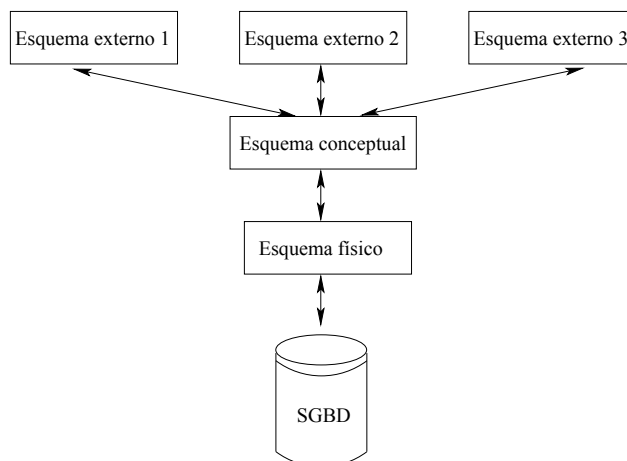 Esquema externo 1
Esquema externo 2
Esquema externo 3
Esquema conceptual
Esquema físico
SGBD